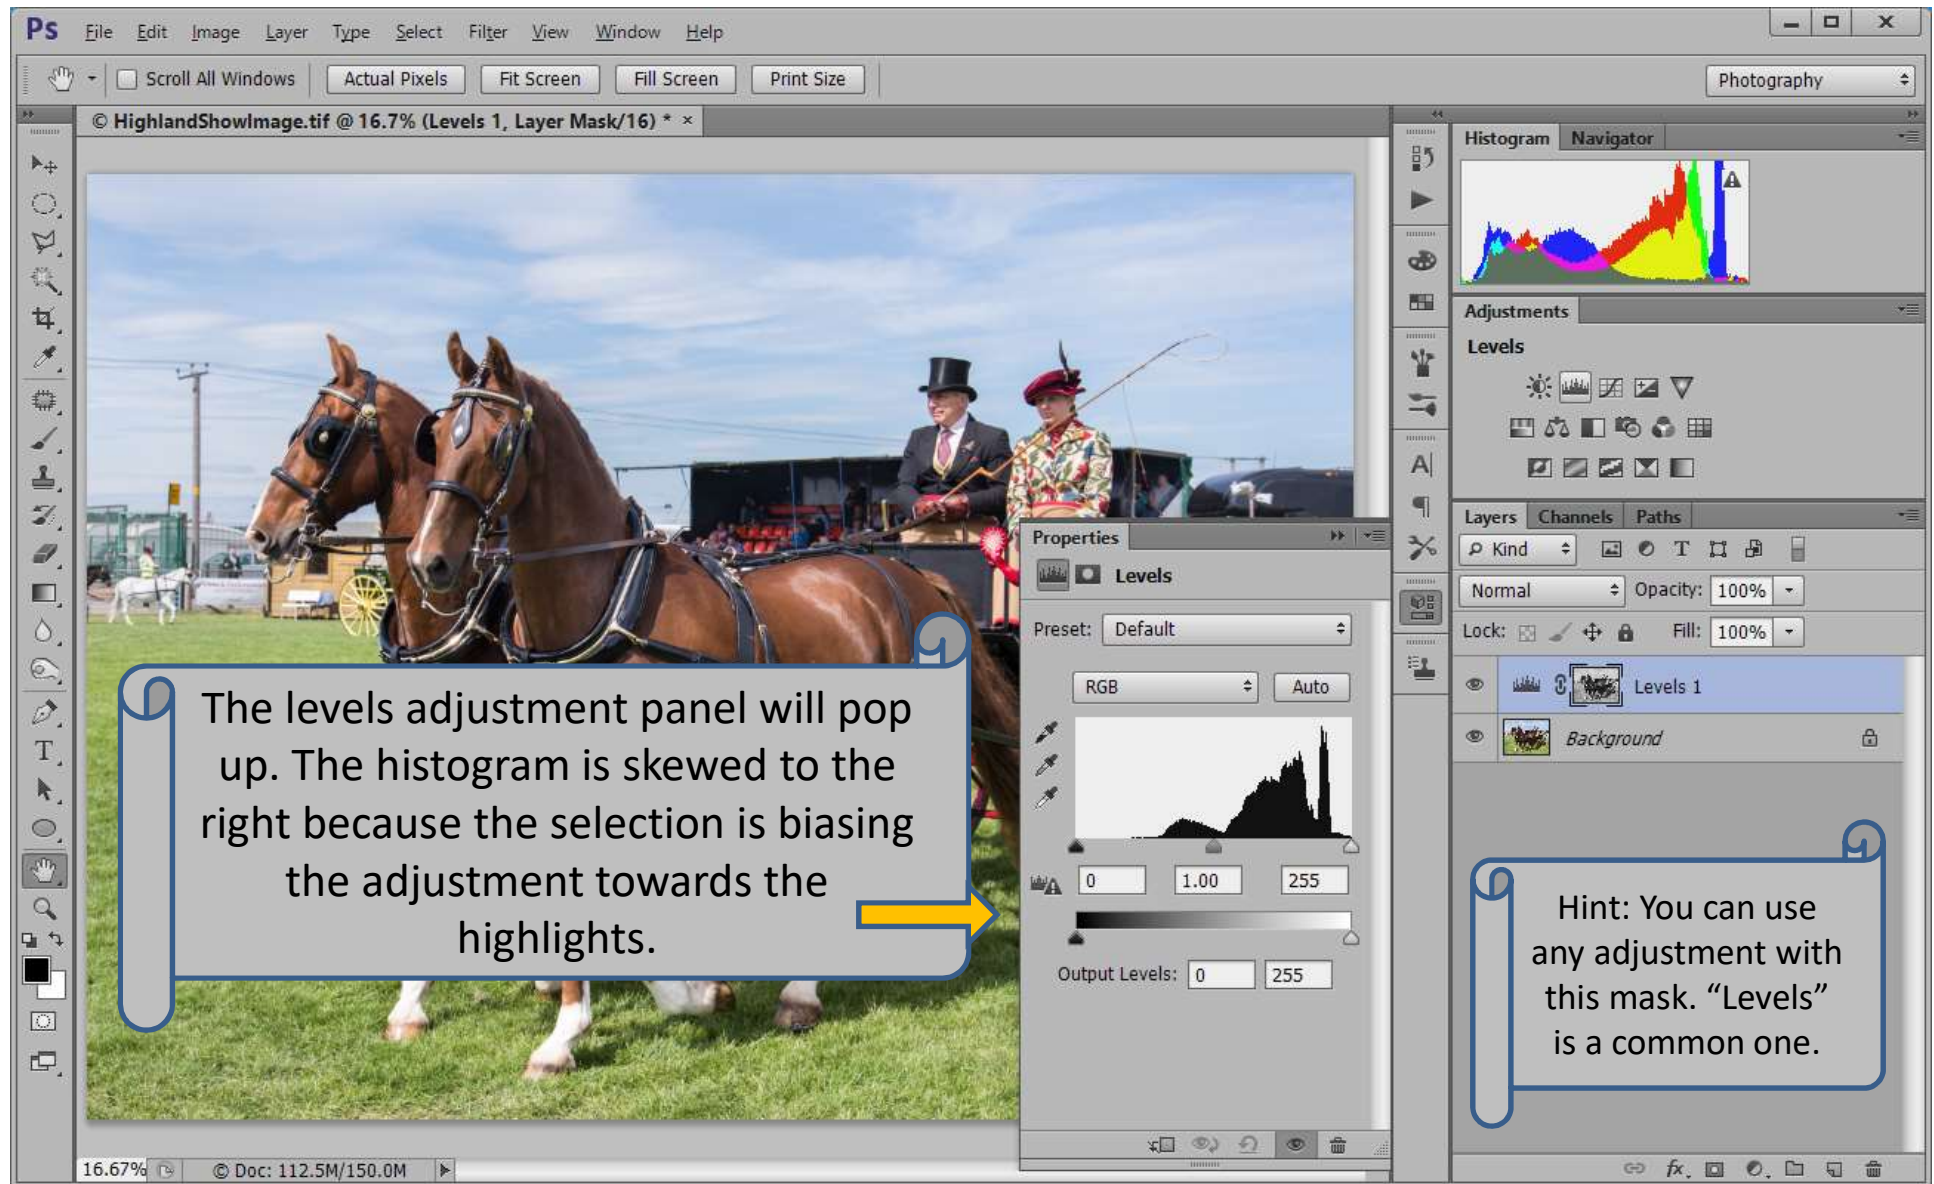 Ps File Edit Image Layer Type Select Filter View Window Help
Scroll All Windows Actual Pixels Fit Screen Fill Screen Print Size Photography
© HighlandShowImage.tif @ 16.7% (Levels 1, Layer Mask/16) * ×
Histogram Navigator
Adjustments
Levels
Layers Channels Paths
Kind
Normal Opacity: 100%
Lock: Fill: 100%
Levels 1
Background
Properties
Levels
Preset: Default
RGB Auto
0 1.00 255
Output Levels: 0 255
The levels adjustment panel will pop
up. The histogram is skewed to the
right because the selection is biasing
the adjustment towards the
highlights.
Hint: You can use
any adjustment with
this mask. “Levels”
is a common one.
16.67% © Doc: 112.5M/150.0M
fx